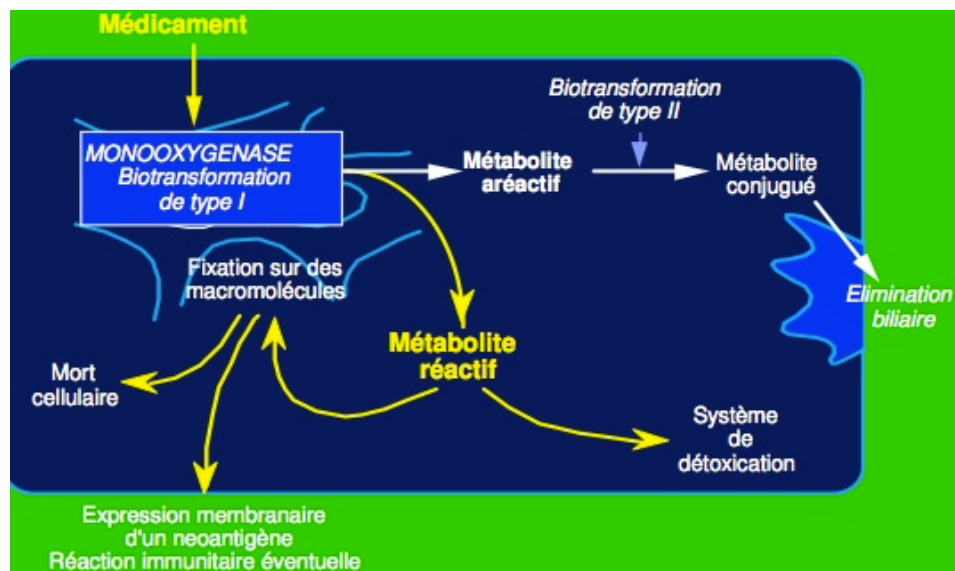 Médicament
Biotransformation
de type II
MONOOXYGENASE
Biotransformation
de type I
Métabolite
aréactif
Métabolite
conjugué
Fixation sur des
macromolécules
Elimination
biliaire
Métabolite
réactif
Mort
cellulaire
Système
de
détoxication
Expression membranaire
d'un neoantigène
Réaction immunitaire éventuelle